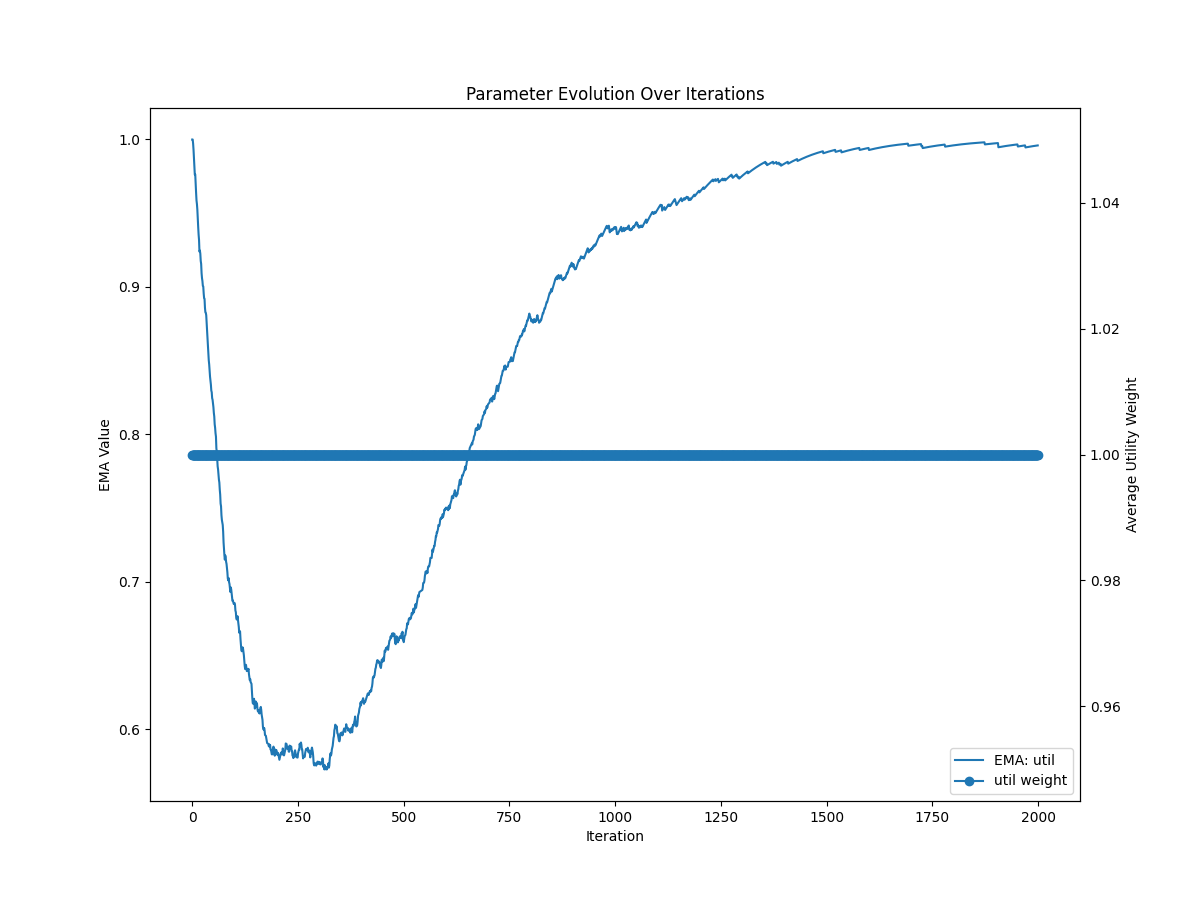 Parameter Evolution Over Iterations
1.0
0.9
0.8
0.7
0.6
EMA Value
1.04
1.02
1.00
0.98
0.96
Average Utility Weight
EMA: util
util weight
0 250 500 750 1000 1250 1500 1750 2000
Iteration